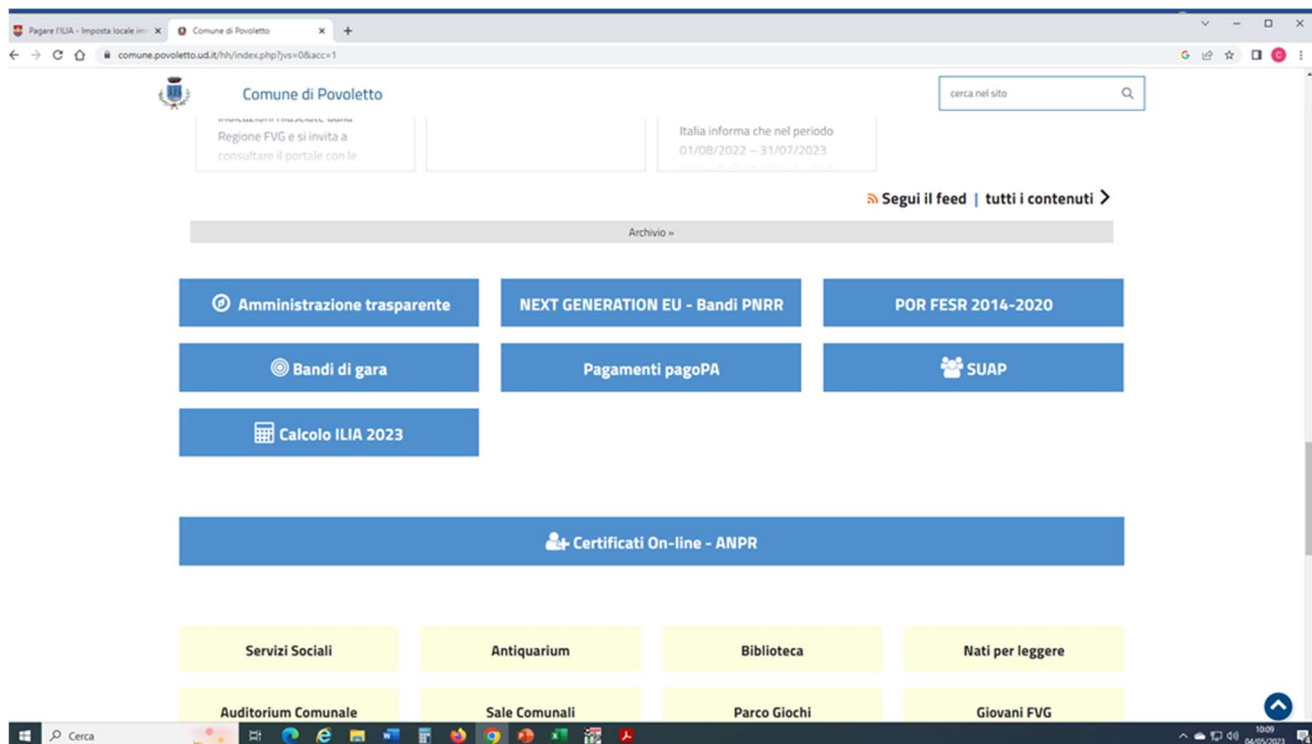 Pagare l'ILIA - Imposta locale im
Comune di Povoletto
comune.povoletto.ud.it/hh/index.php?jvs=0&acc=1
Comune di Povoletto
cerca nel sito
Regione FVG e si invita a
consultare il portale con le
Italia informa che nel periodo
01/08/2022 – 31/07/2023
Segui il feed | tutti i contenuti
Archivio »
Amministrazione trasparente
NEXT GENERATION EU - Bandi PNRR
POR FESR 2014-2020
Bandi di gara
Pagamenti pagoPA
SUAP
Calcolo ILIA 2023
Certificati On-line - ANPR
Servizi Sociali
Antiquarium
Biblioteca
Nati per leggere
Auditorium Comunale
Sale Comunali
Parco Giochi
Giovani FVG
Cerca
10:09
04/05/2023